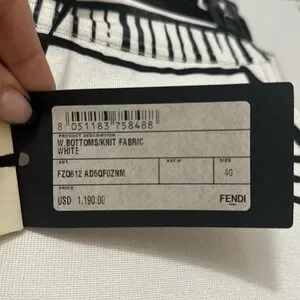 8 051183 758488
PRODUCT DESCRIPTION
W.BOTTOMS/KNIT FABRIC
WHITE
ART. REF.N° SIZE
FZQ612 AD5QF0ZNM 40
PRICE
USD 1,190.00
FENDI